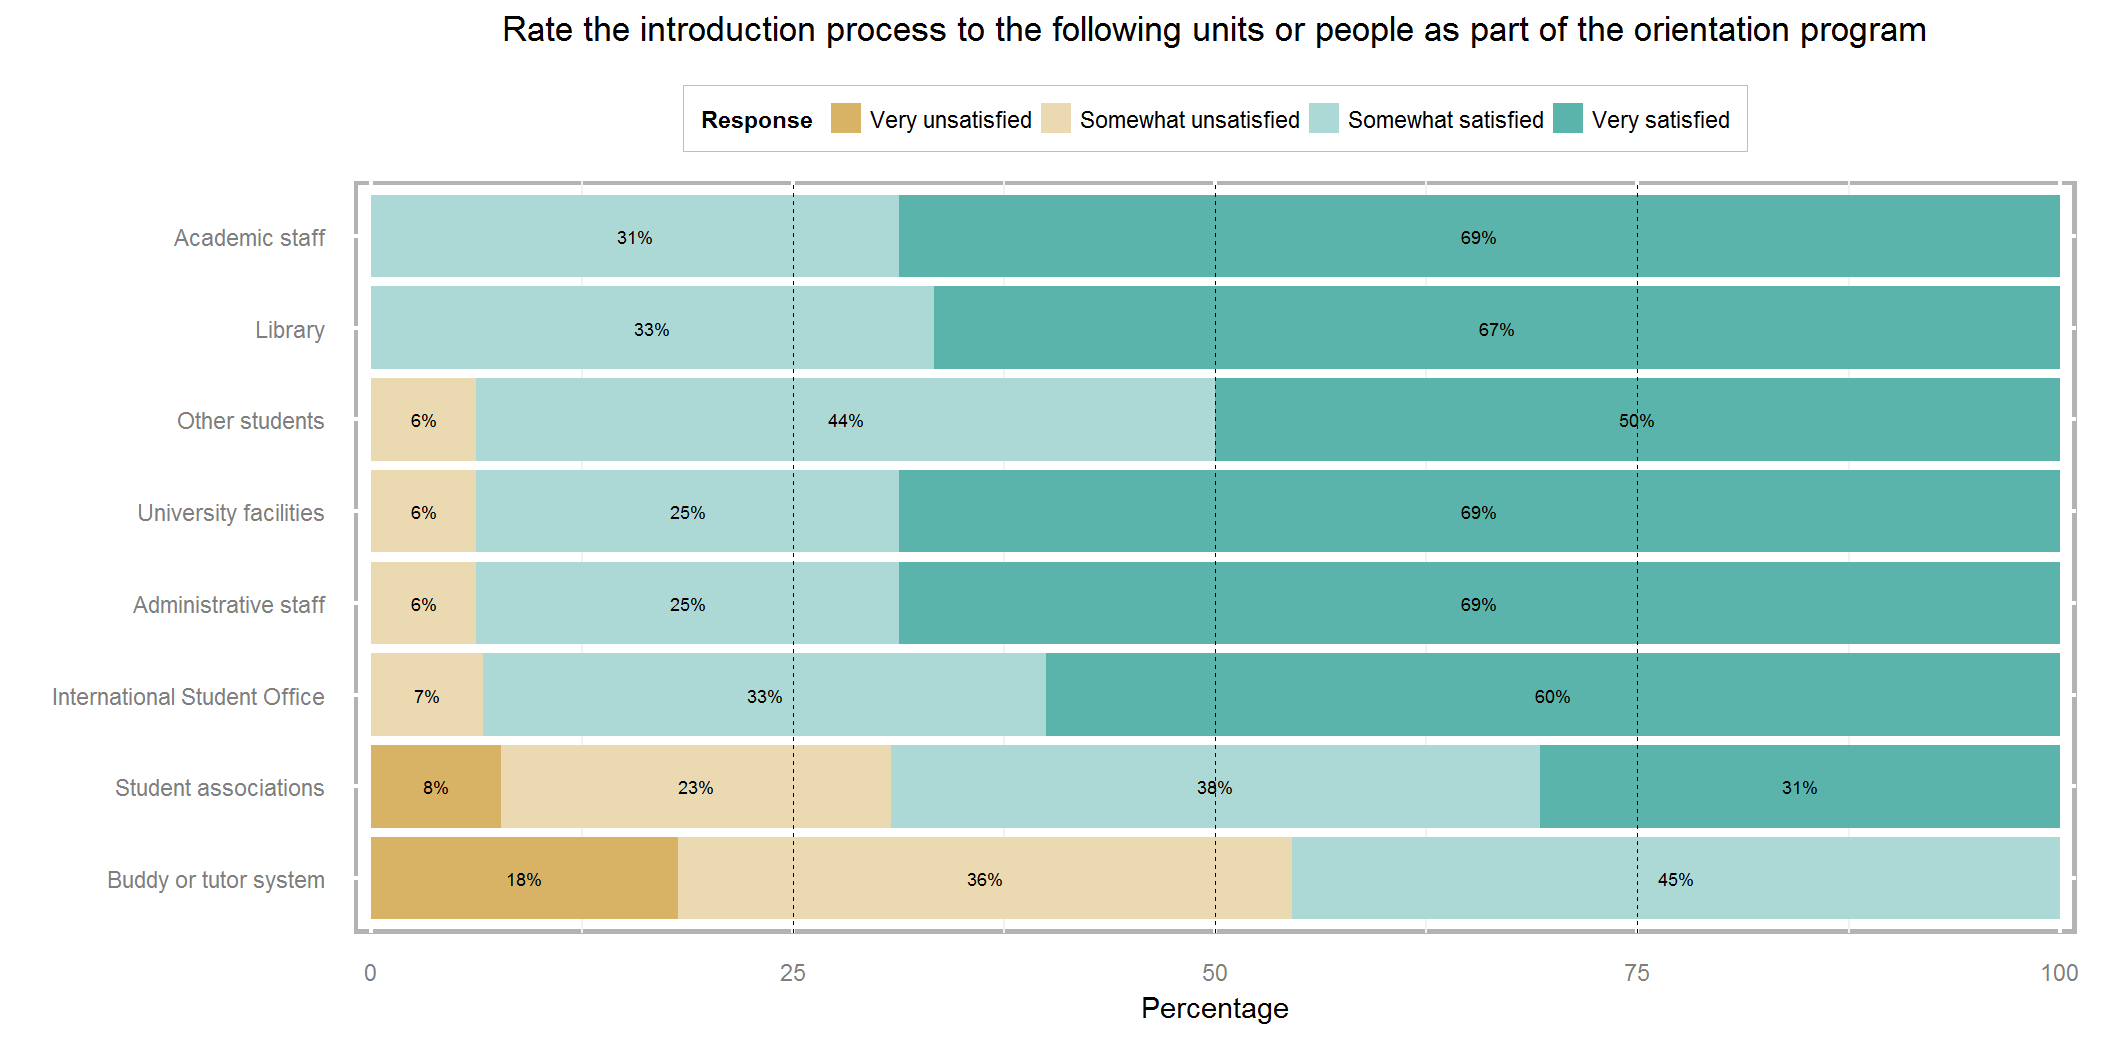 Rate the introduction process to the following units or people as part of the orientation program
Response Very unsatisfied Somewhat unsatisfied Somewhat satisfied Very satisfied
Academic staff 31% 69%
Library 33% 67%
Other students 6% 44% 50%
University facilities 6% 25% 69%
Administrative staff 6% 25% 69%
International Student Office 7% 33% 60%
Student associations 8% 23% 38% 31%
Buddy or tutor system 18% 36% 45%
0 25 50 75 100
Percentage